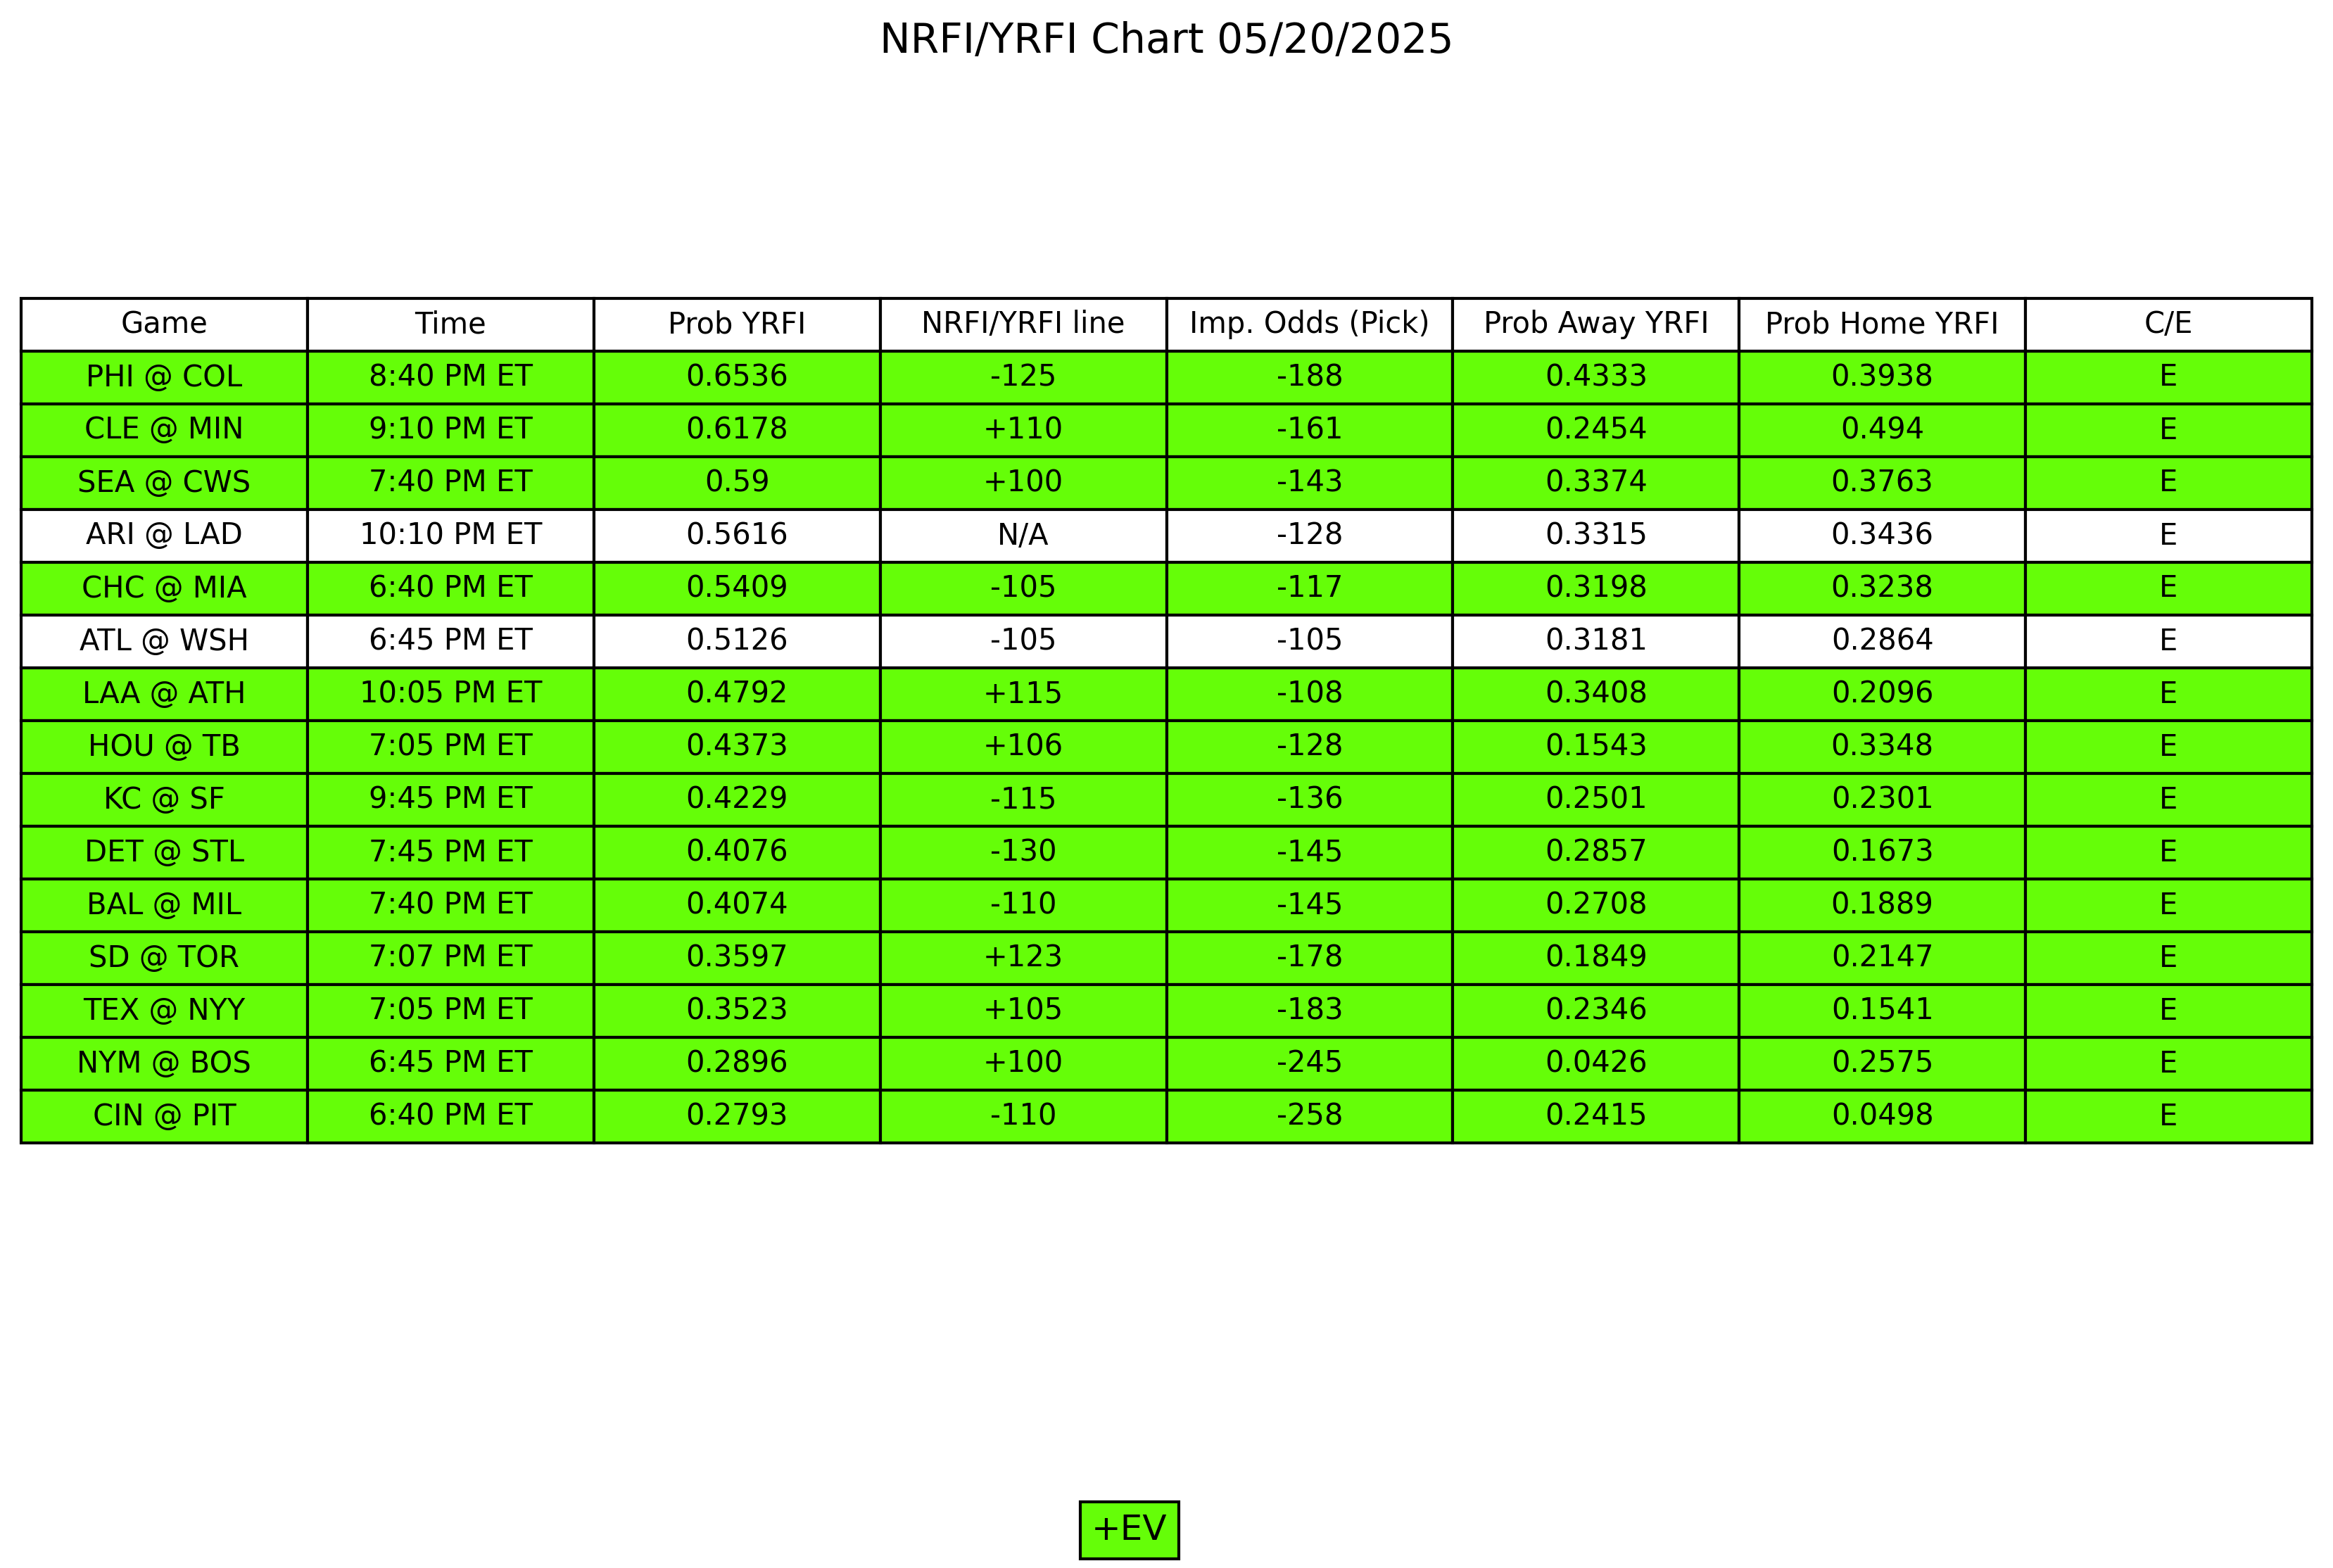 NRFI/YRFI Chart 05/20/2025
Game Time Prob YRFI NRFI/YRFI line Imp. Odds (Pick) Prob Away YRFI Prob Home YRFI C/E
PHI @ COL 8:40 PM ET 0.6536 -125 -188 0.4333 0.3938 E
CLE @ MIN 9:10 PM ET 0.6178 +110 -161 0.2454 0.494 E
SEA @ CWS 7:40 PM ET 0.59 +100 -143 0.3374 0.3763 E
ARI @ LAD 10:10 PM ET 0.5616 N/A -128 0.3315 0.3436 E
CHC @ MIA 6:40 PM ET 0.5409 -105 -117 0.3198 0.3238 E
ATL @ WSH 6:45 PM ET 0.5126 -105 -105 0.3181 0.2864 E
LAA @ ATH 10:05 PM ET 0.4792 +115 -108 0.3408 0.2096 E
HOU @ TB 7:05 PM ET 0.4373 +106 -128 0.1543 0.3348 E
KC @ SF 9:45 PM ET 0.4229 -115 -136 0.2501 0.2301 E
DET @ STL 7:45 PM ET 0.4076 -130 -145 0.2857 0.1673 E
BAL @ MIL 7:40 PM ET 0.4074 -110 -145 0.2708 0.1889 E
SD @ TOR 7:07 PM ET 0.3597 +123 -178 0.1849 0.2147 E
TEX @ NYY 7:05 PM ET 0.3523 +105 -183 0.2346 0.1541 E
NYM @ BOS 6:45 PM ET 0.2896 +100 -245 0.0426 0.2575 E
CIN @ PIT 6:40 PM ET 0.2793 -110 -258 0.2415 0.0498 E
+EV